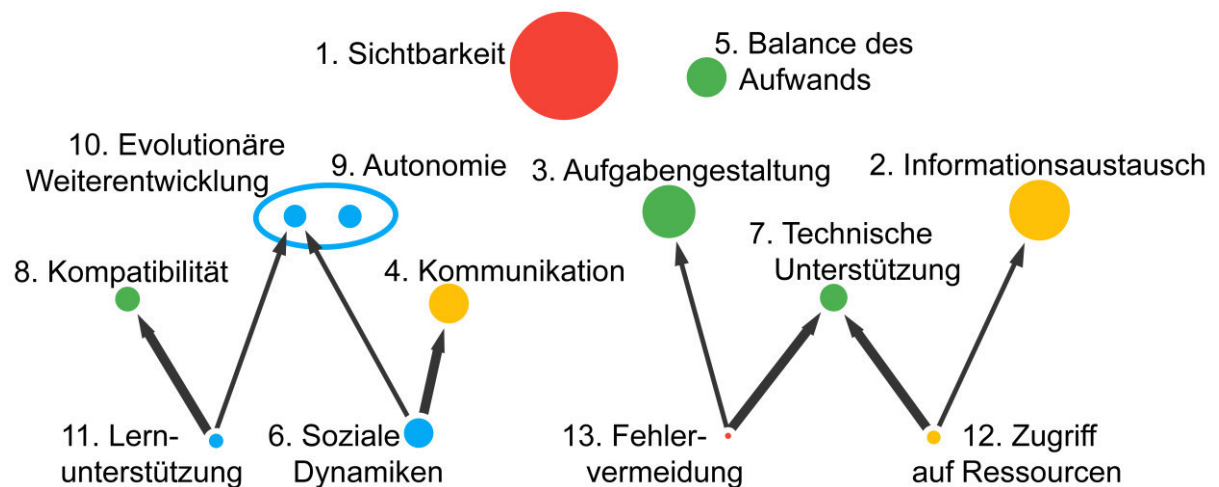 1. Sichtbarkeit
5. Balance des
Aufwands
10. Evolutionäre
Weiterentwicklung
9. Autonomie
3. Aufgabengestaltung
2. Informationsaustausch
8. Kompatibilität
4. Kommunikation
7. Technische
Unterstützung
11. Lern-
unterstützung
6. Soziale
Dynamiken
13. Fehler-
vermeidung
12. Zugriff
auf Ressourcen